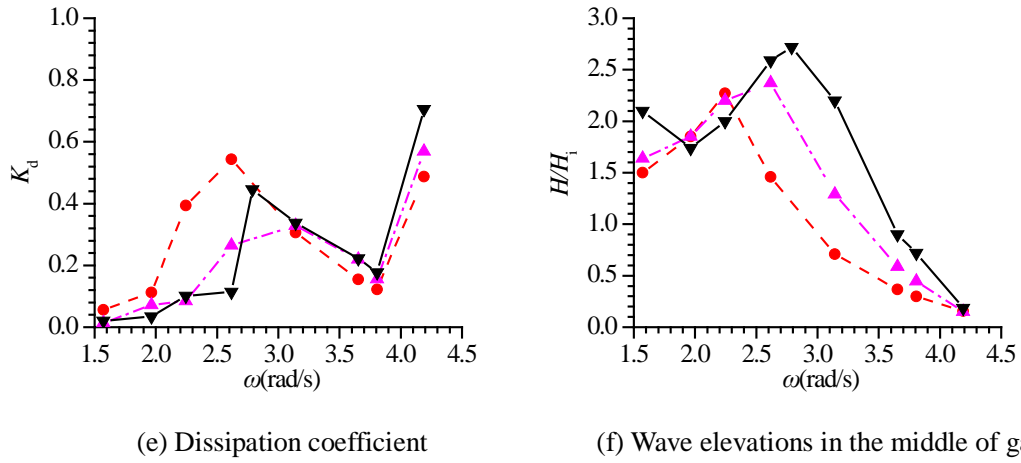 1.0
0.8
0.6
0.4
0.2
0.0
K_d
1.5 2.0 2.5 3.0 3.5 4.0 4.5
ω(rad/s)
(e) Dissipation coefficient
3.0
2.5
2.0
1.5
1.0
0.5
0.0
H/H_i
1.5 2.0 2.5 3.0 3.5 4.0 4.5
ω(rad/s)
(f) Wave elevations in the middle of g